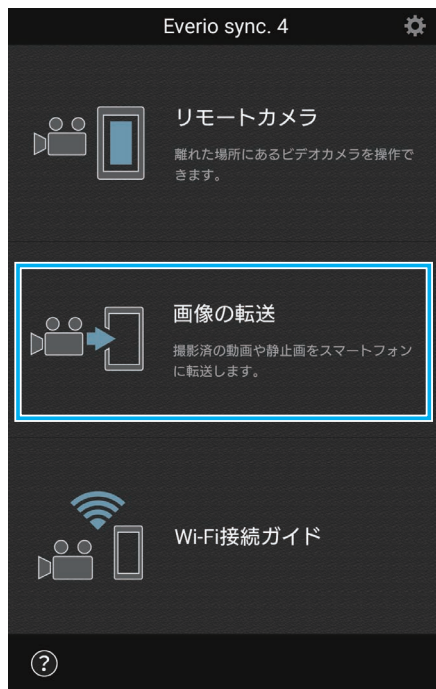 Everio sync. 4
リモートカメラ
離れた場所にあるビデオカメラを操作で
きます。
画像の転送
撮影済の動画や静止画をスマートフォン
に転送します。
Wi-Fi接続ガイド
?